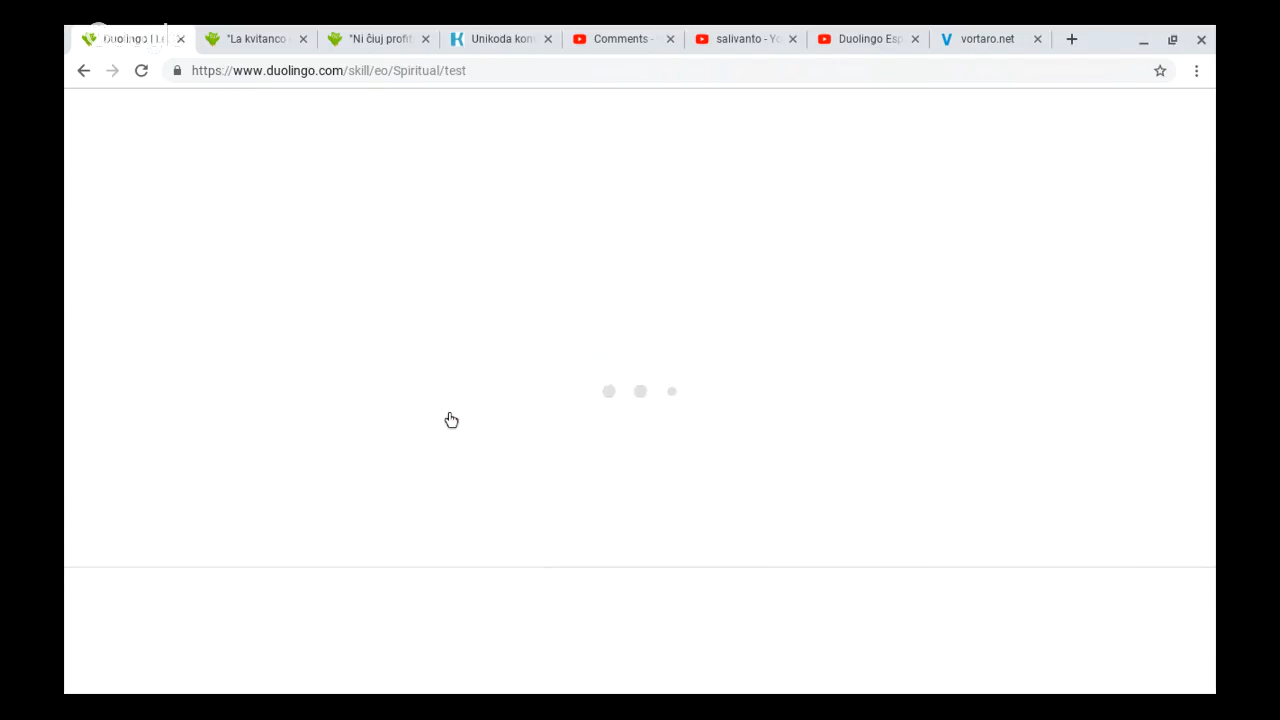 Duolingo | Le
"La kvitanco
"Ni ĉiuj profit
Unikoda kon
Comments -
salivanto - Yo
Duolingo Esp
vortaro.net
https://www.duolingo.com/skill/eo/Spiritual/test